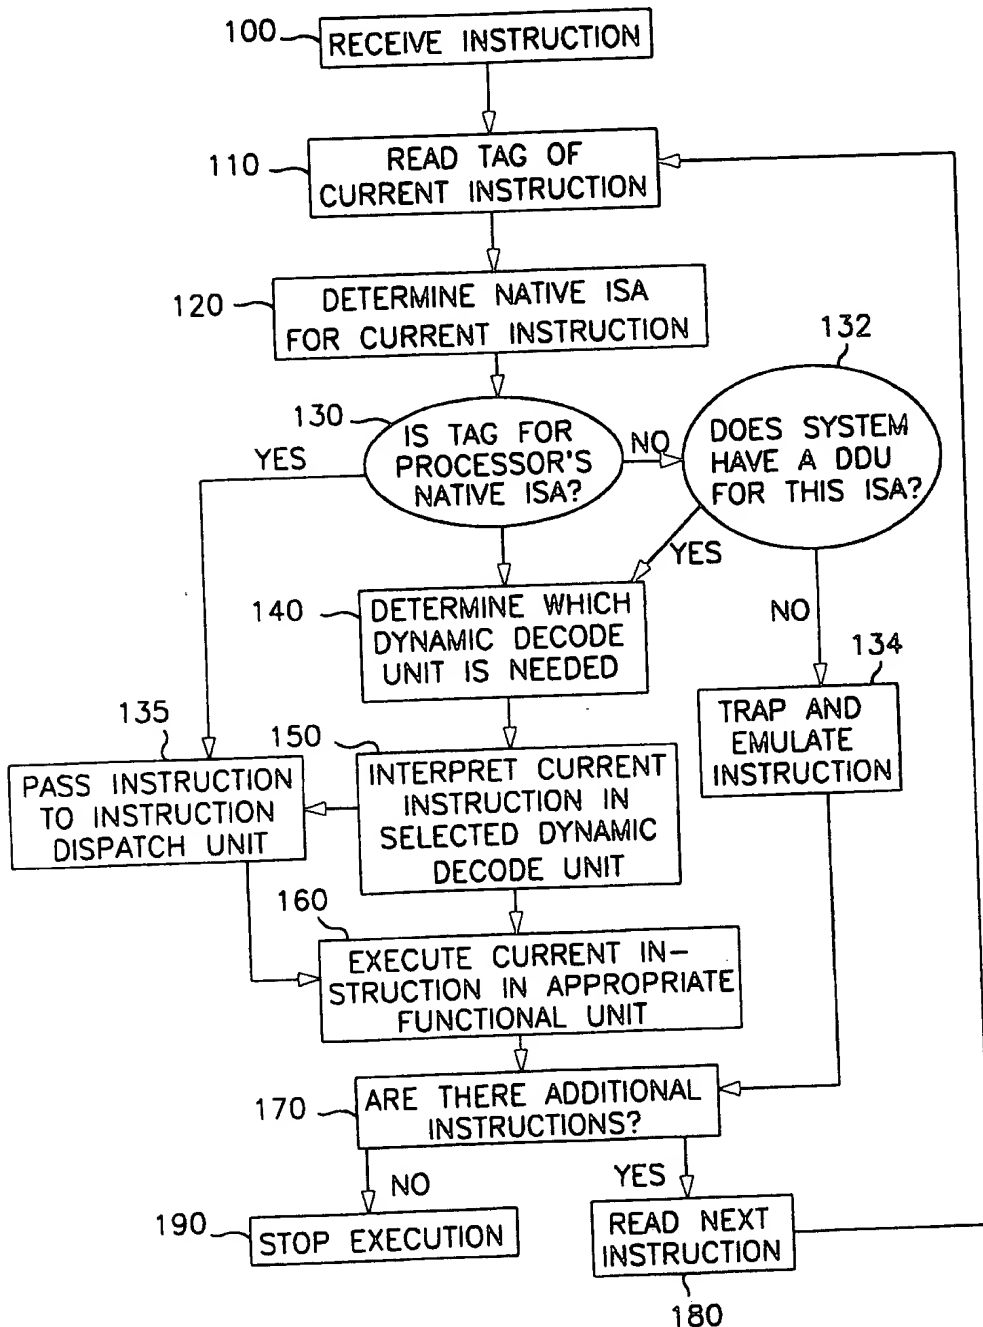 100
RECEIVE INSTRUCTION
110
READ TAG OF
CURRENT INSTRUCTION
120
DETERMINE NATIVE ISA
FOR CURRENT INSTRUCTION
130
IS TAG FOR
PROCESSOR'S
NATIVE ISA?
YES
NO
132
DOES SYSTEM
HAVE A DDU
FOR THIS ISA?
YES
NO
134
TRAP AND
EMULATE
INSTRUCTION
140
DETERMINE WHICH
DYNAMIC DECODE
UNIT IS NEEDED
135
PASS INSTRUCTION
TO INSTRUCTION
DISPATCH UNIT
150
INTERPRET CURRENT
INSTRUCTION IN
SELECTED DYNAMIC
DECODE UNIT
160
EXECUTE CURRENT IN-
STRUCTION IN APPROPRIATE
FUNCTIONAL UNIT
170
ARE THERE ADDITIONAL
INSTRUCTIONS?
NO
YES
190
STOP EXECUTION
READ NEXT
INSTRUCTION
180